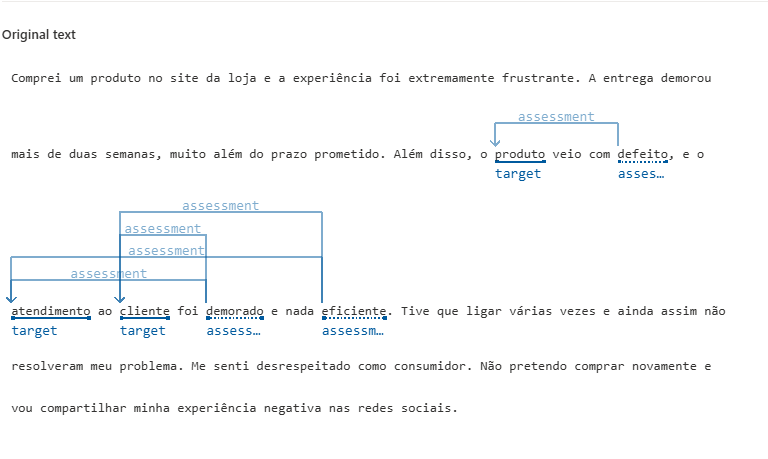 Original text
Comprei um produto no site da loja e a experiência foi extremamente frustrante. A entrega demorou
assessment
mais de duas semanas, muito além do prazo prometido. Além disso, o produto veio com defeito, e o
target asses…
assessment
assessment
assessment
assessment
atendimento ao cliente foi demorado e nada eficiente. Tive que ligar várias vezes e ainda assim não
target target assess… assessm…
resolveram meu problema. Me senti desrespeitado como consumidor. Não pretendo comprar novamente e
vou compartilhar minha experiência negativa nas redes sociais.